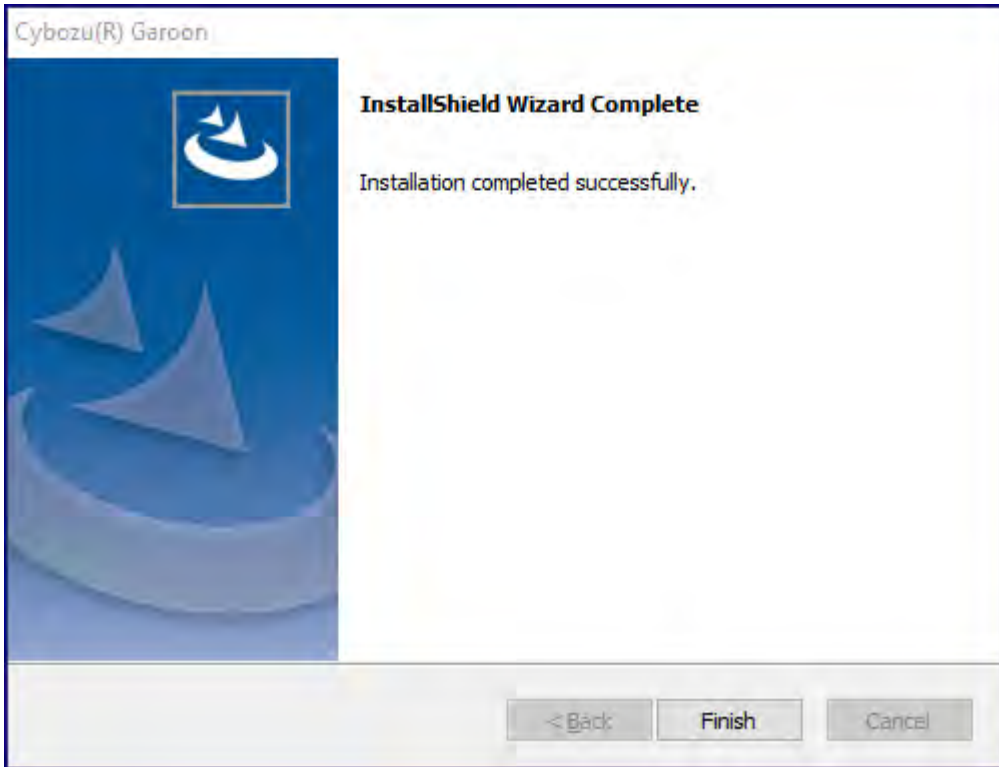 Cybozu(R) Garoon
InstallShield Wizard Complete
Installation completed successfully.
< Back
Finish
Cancel